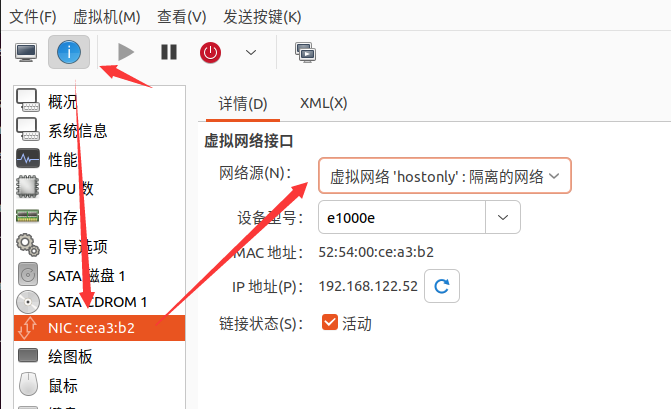 文件(F) 虚拟机(M) 查看(V) 发送按键(K)
概况
系统信息
性能
CPU 数
内存
引导选项
SATA 磁盘 1
SATA CDROM 1
NIC :ce:a3:b2
绘图板
鼠标
详情(D) XML(X)
虚拟网络接口
网络源(N)： 虚拟网络 'hostonly' : 隔离的网络
设备型号： e1000e
MAC 地址： 52:54:00:ce:a3:b2
IP 地址(P)： 192.168.122.52
链接状态(S)： 活动